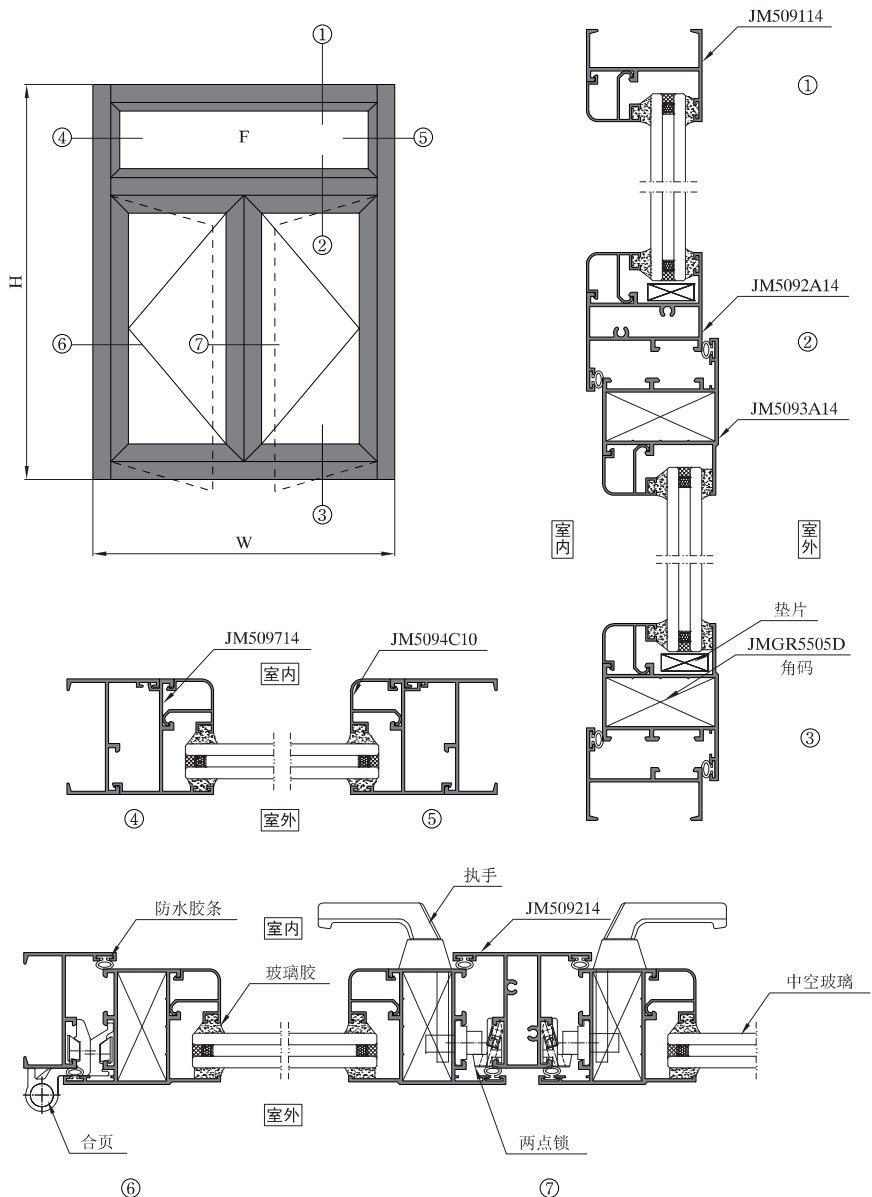 ①
④
F
⑤
②
H
⑥
⑦
③
W
JM509114
①
JM5092A14
②
JM5093A14
室内
室外
垫片
JMGR5505D
角码
③
JM509714
JM5094C10
室内
④
室外
⑤
执手
防水胶条
室内
JM509214
玻璃胶
中空玻璃
室外
合页
两点锁
⑥
⑦